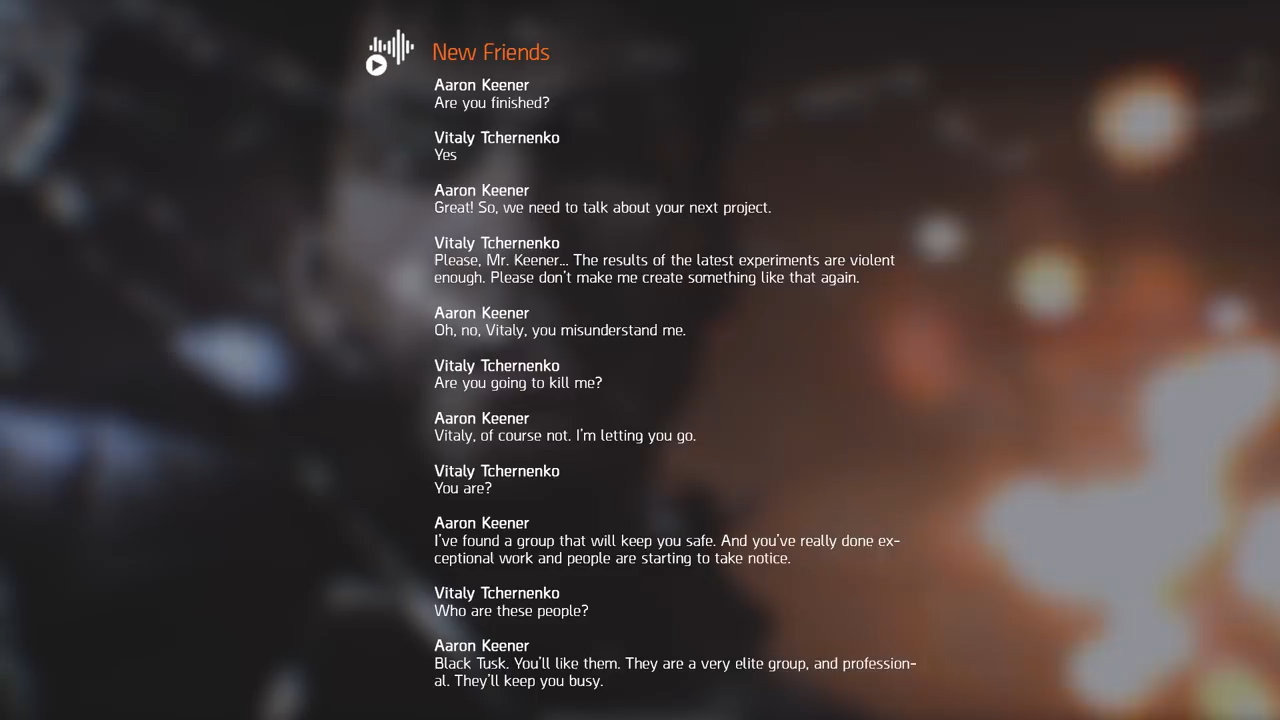 New Friends
Aaron Keener
Are you finished?
Vitaly Tchernenko
Yes
Aaron Keener
Great! So, we need to talk about your next project.
Vitaly Tchernenko
Please, Mr. Keener... The results of the latest experiments are violent
enough. Please don't make me create something like that again.
Aaron Keener
Oh, no, Vitaly, you misunderstand me.
Vitaly Tchernenko
Are you going to kill me?
Aaron Keener
Vitaly, of course not. I'm letting you go.
Vitaly Tchernenko
You are?
Aaron Keener
I've found a group that will keep you safe. And you've really done ex-
ceptional work and people are starting to take notice.
Vitaly Tchernenko
Who are these people?
Aaron Keener
Black Tusk. You'll like them. They are a very elite group, and profession-
al. They'll keep you busy.